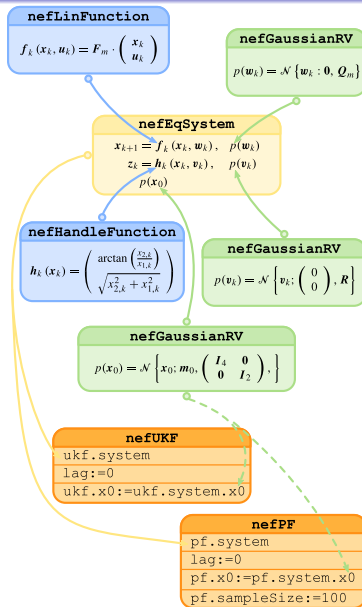 nefLinFunction
f_k (x_k, u_k) = F_m · ( x_k u_k )
nefGaussianRV
p(w_k) = N {w_k : 0, Q_m}
nefEqSystem
x_{k+1} = f_k (x_k, w_k) , p(w_k)
z_k = h_k (x_k, v_k) , p(v_k)
p(x_0)
nefHandleFunction
h_k (x_k) = ( arctan (x_{2,k} / x_{1,k})
√(x²_{2,k} + x²_{1,k}) )
nefGaussianRV
p(v_k) = N { v_k; ( 0 0 ) , R }
nefGaussianRV
p(x_0) = N { x_0; m_0, ( I_4 0 0 I_2 ) , }
nefUKF
ukf.system
lag:=0
ukf.x0:=ukf.system.x0
nefPF
pf.system
lag:=0
pf.x0:=pf.system.x0
pf.sampleSize:=100